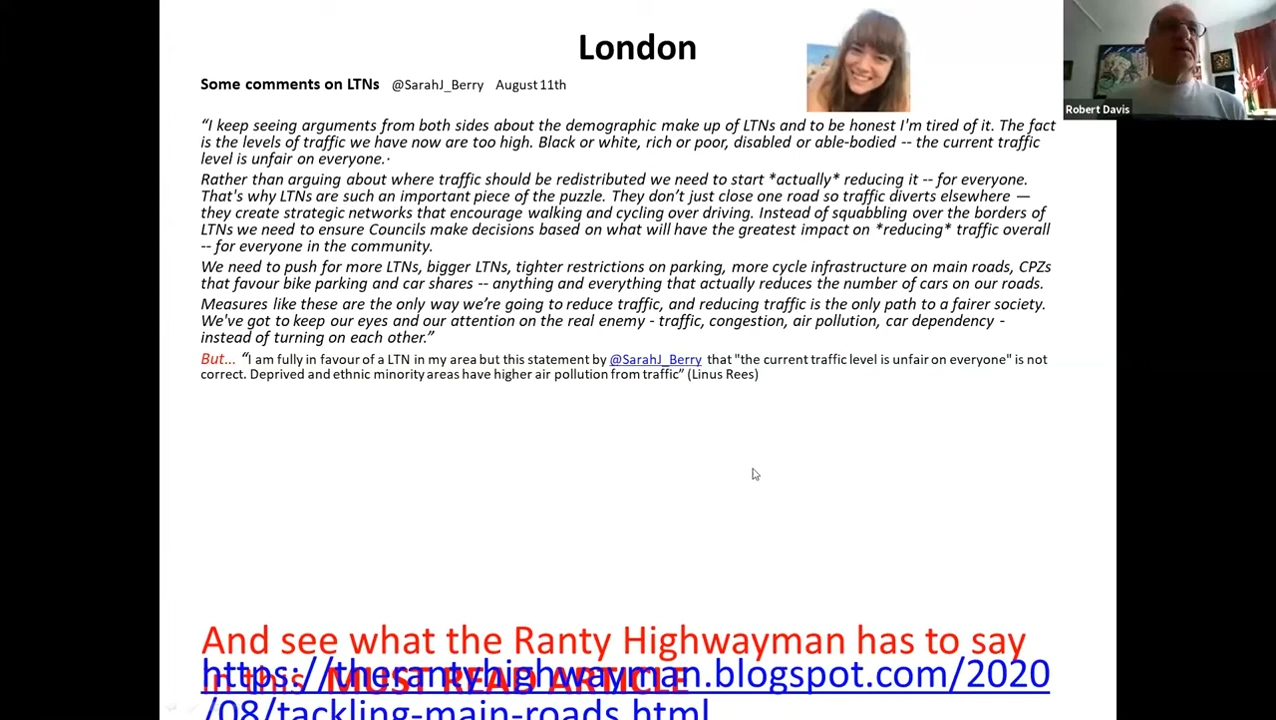 London
Some comments on LTNs @SarahJ_Berry August 11th
Robert Davis
“I keep seeing arguments from both sides about the demographic make up of LTNs and to be honest I'm tired of it. The fact
is the levels of traffic we have now are too high. Black or white, rich or poor, disabled or able-bodied -- the current traffic
level is unfair on everyone.·
Rather than arguing about where traffic should be redistributed we need to start *actually* reducing it -- for everyone.
That's why LTNs are such an important piece of the puzzle. They don’t just close one road so traffic diverts elsewhere —
they create strategic networks that encourage walking and cycling over driving. Instead of squabbling over the borders of
LTNs we need to ensure Councils make decisions based on what will have the greatest impact on *reducing* traffic overall
-- for everyone in the community.
We need to push for more LTNs, bigger LTNs, tighter restrictions on parking, more cycle infrastructure on main roads, CPZs
that favour bike parking and car shares -- anything and everything that actually reduces the number of cars on our roads.
Measures like these are the only way we’re going to reduce traffic, and reducing traffic is the only path to a fairer society.
We've got to keep our eyes and our attention on the real enemy - traffic, congestion, air pollution, car dependency -
instead of turning on each other.”
But... “I am fully in favour of a LTN in my area but this statement by @SarahJ_Berry that "the current traffic level is unfair on everyone" is not
correct. Deprived and ethnic minority areas have higher air pollution from traffic” (Linus Rees)
And see what the Ranty Highwayman has to say
in this MUST READ ARTICLE
https://therantyhighwayman.blogspot.com/2020
/08/tackling-main-roads.html